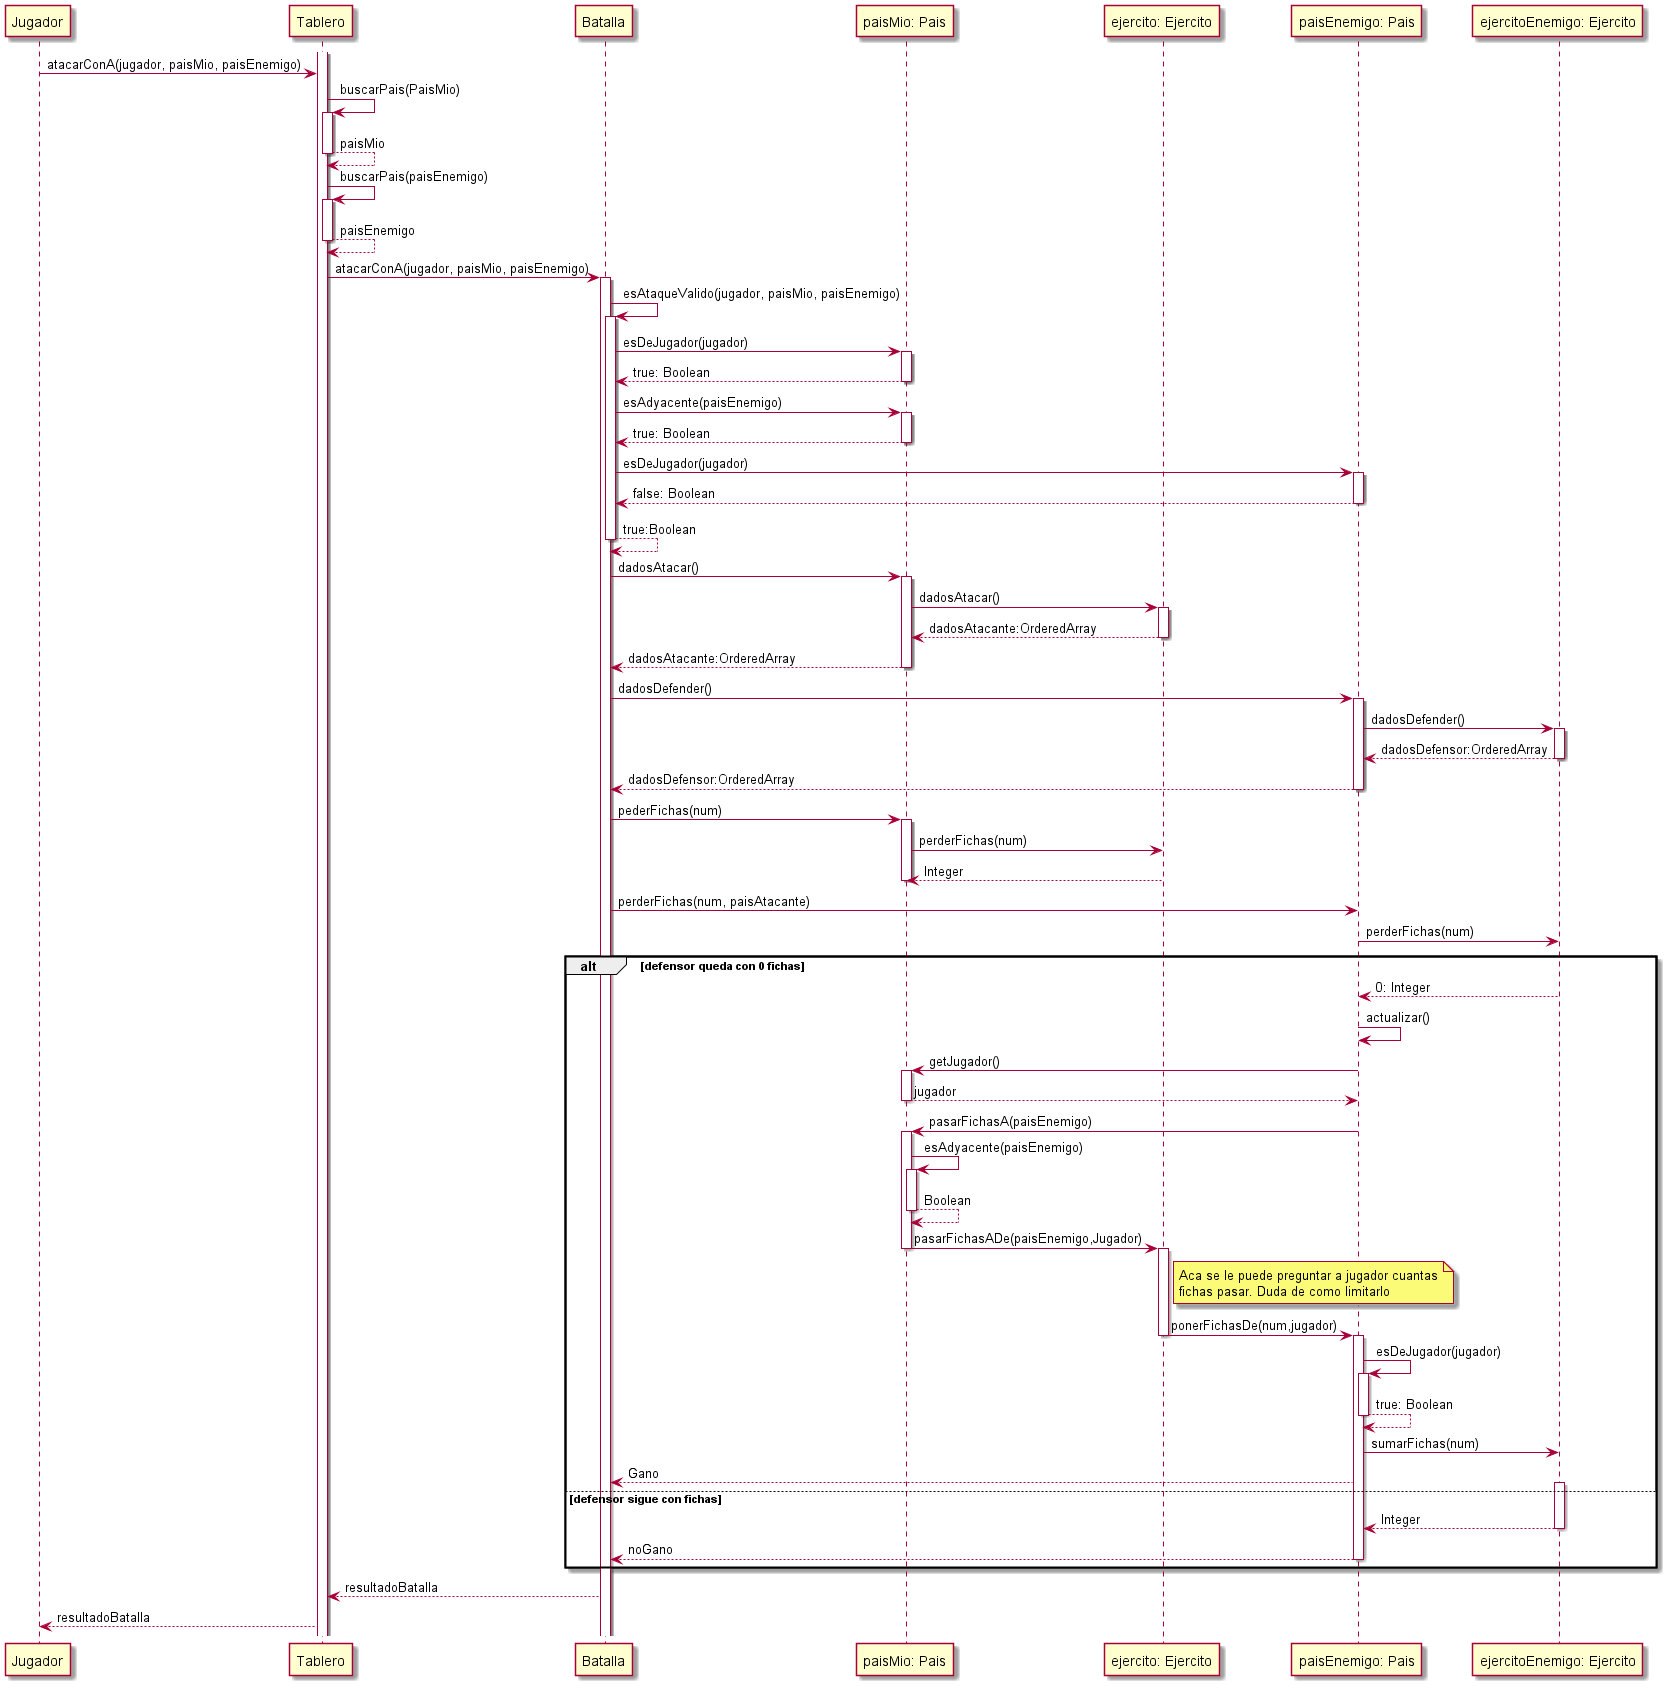 Jugador
Tablero
Batalla
paisMio: Pais
ejercito: Ejercito
paisEnemigo: Pais
ejercitoEnemigo: Ejercito
atacarConA(jugador, paisMio, paisEnemigo)
buscarPais(PaisMio)
paisMio
buscarPais(paisEnemigo)
paisEnemigo
atacarConA(jugador, paisMio, paisEnemigo)
esAtaqueValido(jugador, paisMio, paisEnemigo)
esDeJugador(jugador)
true: Boolean
esAdyacente(paisEnemigo)
true: Boolean
esDeJugador(jugador)
false: Boolean
true:Boolean
dadosAtacar()
dadosAtacar()
dadosAtacante:OrderedArray
dadosAtacante:OrderedArray
dadosDefender()
dadosDefender()
dadosDefensor:OrderedArray
dadosDefensor:OrderedArray
pederFichas(num)
perderFichas(num)
Integer
perderFichas(num, paisAtacante)
perderFichas(num)
alt
[defensor queda con 0 fichas]
0: Integer
actualizar()
getJugador()
jugador
pasarFichasA(paisEnemigo)
esAdyacente(paisEnemigo)
Boolean
pasarFichasADe(paisEnemigo,Jugador)
Aca se le puede preguntar a jugador cuantas
fichas pasar. Duda de como limitarlo
ponerFichasDe(num,jugador)
esDeJugador(jugador)
true: Boolean
sumarFichas(num)
Gano
[defensor sigue con fichas]
Integer
noGano
resultadoBatalla
resultadoBatalla
Jugador
Tablero
Batalla
paisMio: Pais
ejercito: Ejercito
paisEnemigo: Pais
ejercitoEnemigo: Ejercito